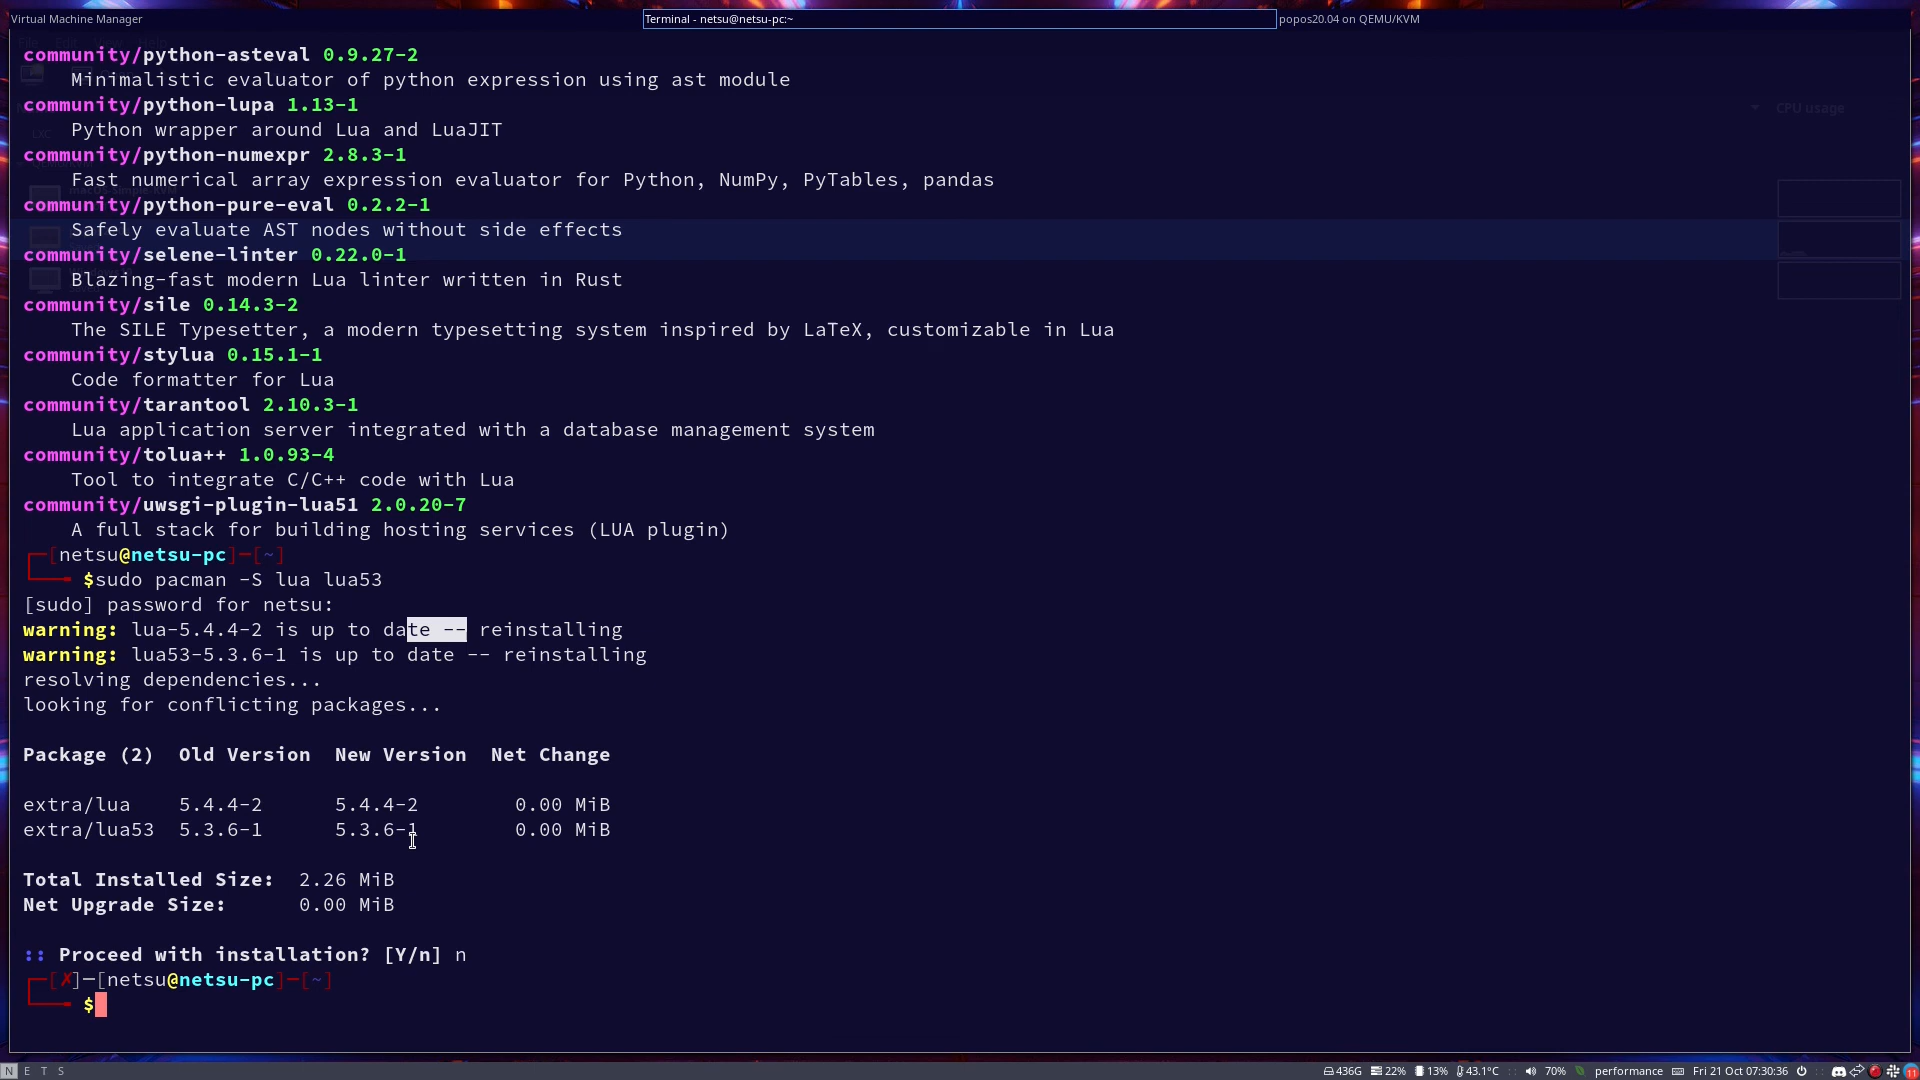 Virtual Machine Manager
Terminal - netsu@netsu-pc:~
popos20.04 on QEMU/KVM
community/python-asteval 0.9.27-2
Minimalistic evaluator of python expression using ast module
community/python-lupa 1.13-1
CPU usage
Python wrapper around Lua and LuaJIT
community/python-numexpr 2.8.3-1
Fast numerical array expression evaluator for Python, NumPy, PyTables, pandas
community/python-pure-eval 0.2.2-1
Safely evaluate AST nodes without side effects
community/selene-linter 0.22.0-1
Blazing-fast modern Lua linter written in Rust
community/sile 0.14.3-2
The SILE Typesetter, a modern typesetting system inspired by LaTeX, customizable in Lua
community/stylua 0.15.1-1
Code formatter for Lua
community/tarantool 2.10.3-1
Lua application server integrated with a database management system
community/tolua++ 1.0.93-4
Tool to integrate C/C++ code with Lua
community/uwsgi-plugin-lua51 2.0.20-7
A full stack for building hosting services (LUA plugin)
┌─[netsu@netsu-pc]─[~]
└──╼ $sudo pacman -S lua lua53
[sudo] password for netsu:
warning: lua-5.4.4-2 is up to date -- reinstalling
warning: lua53-5.3.6-1 is up to date -- reinstalling
resolving dependencies...
looking for conflicting packages...
Package (2)  Old Version  New Version  Net Change
extra/lua    5.4.4-2      5.4.4-2        0.00 MiB
extra/lua53  5.3.6-1      5.3.6-1        0.00 MiB
Total Installed Size:  2.26 MiB
Net Upgrade Size:      0.00 MiB
:: Proceed with installation? [Y/n] n
┌─[✗]─[netsu@netsu-pc]─[~]
└──╼ $
N E T S
436G 22% 13% 43.1°C :: 70% performance Fri 21 Oct 07:30:36 :: 11